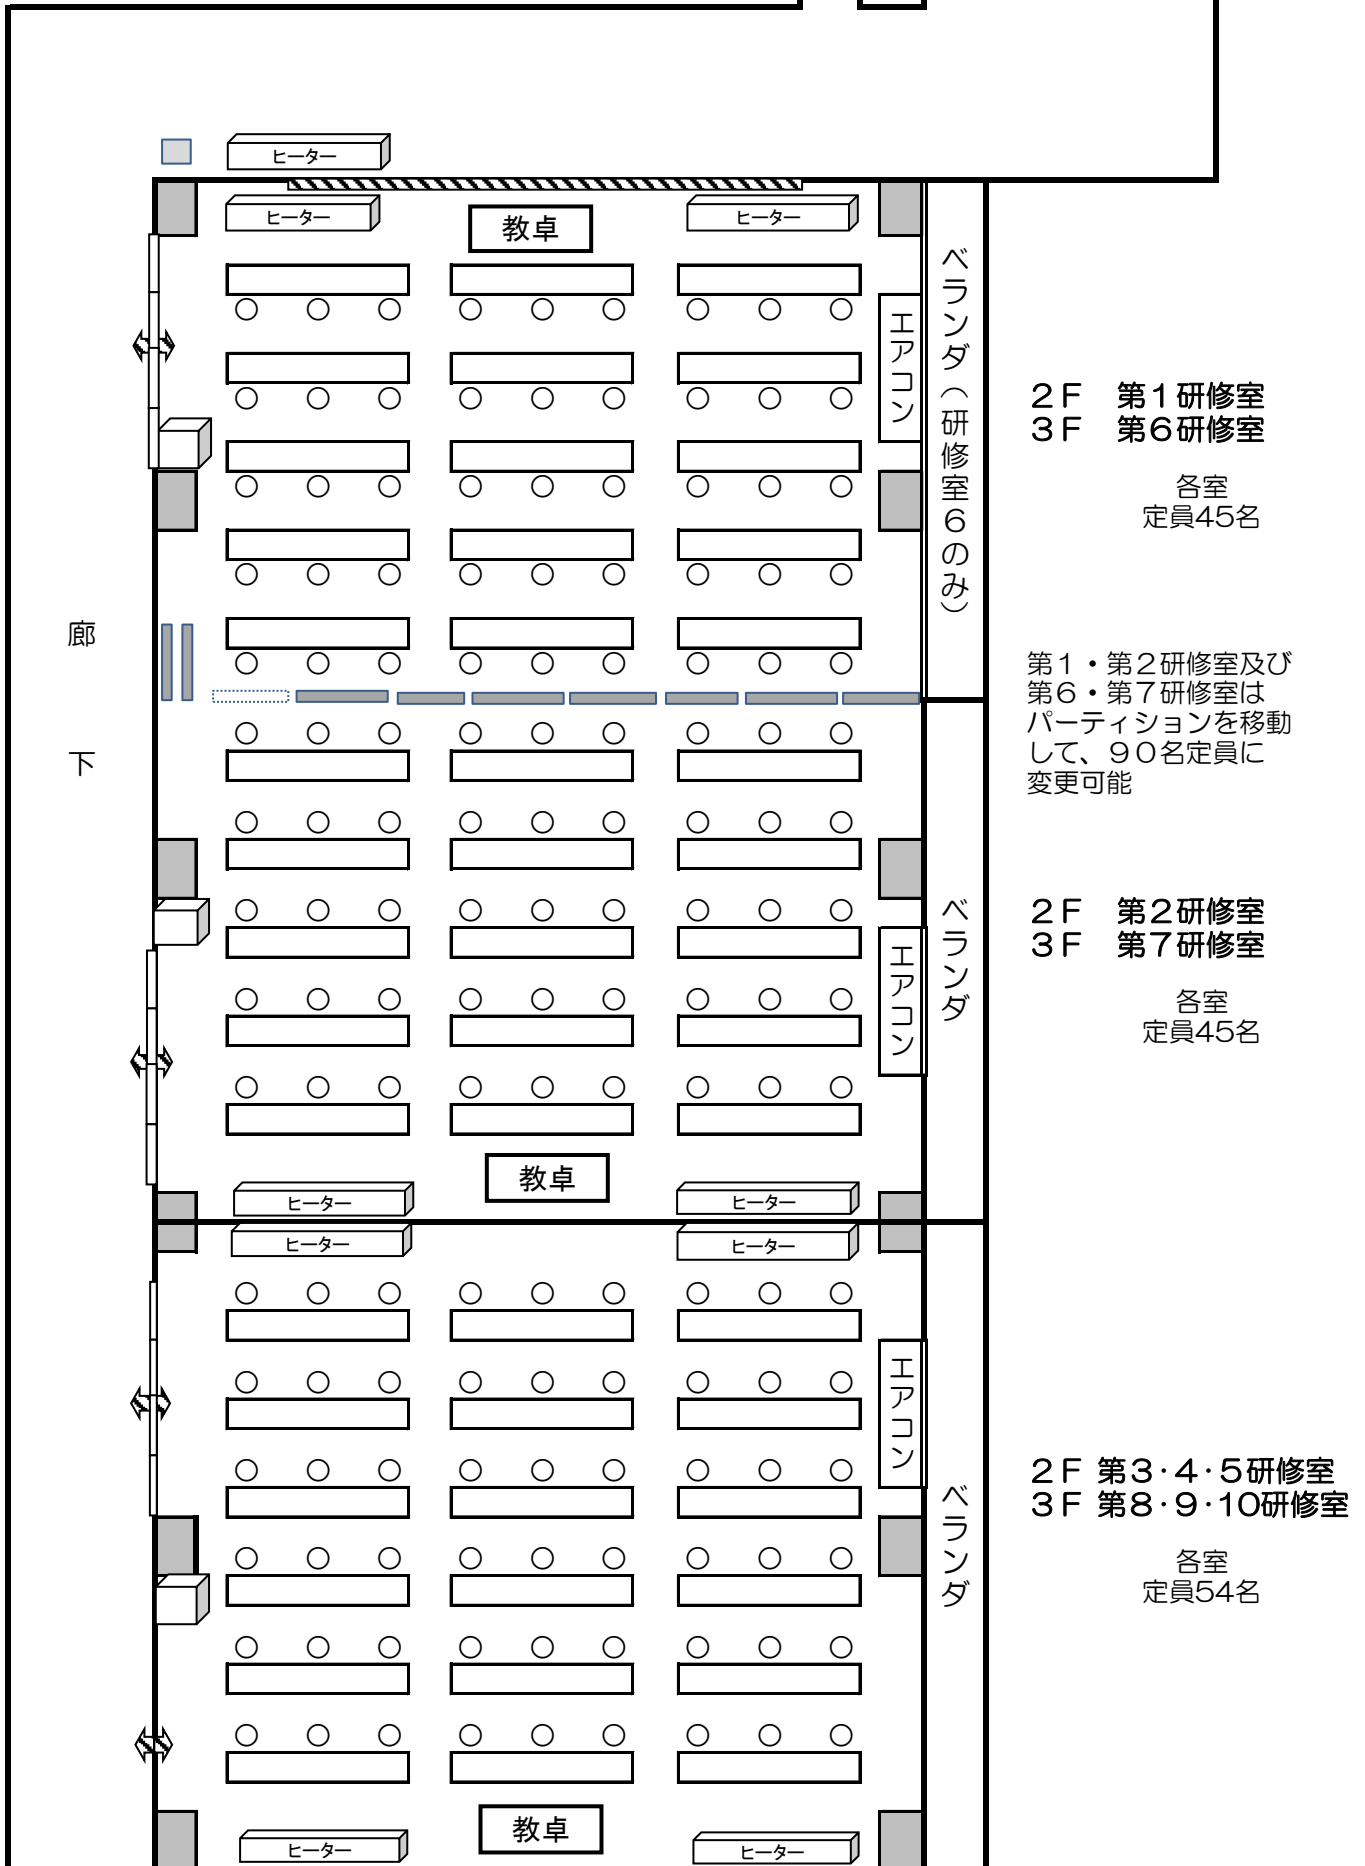 ヒーター
ヒーター
教卓
ヒーター
エアコン
ベランダ（研修室６のみ）
２Ｆ　第１研修室
３Ｆ　第６研修室
各室
定員45名
廊
下
第１・第２研修室及び
第６・第７研修室は
パーティションを移動
して、９０名定員に
変更可能
エアコン
ベランダ
２Ｆ　第２研修室
３Ｆ　第７研修室
各室
定員45名
教卓
ヒーター
ヒーター
ヒーター
ヒーター
エアコン
ベランダ
２Ｆ 第３・４・５研修室
３Ｆ 第８・９・10研修室
各室
定員54名
教卓
ヒーター
ヒーター